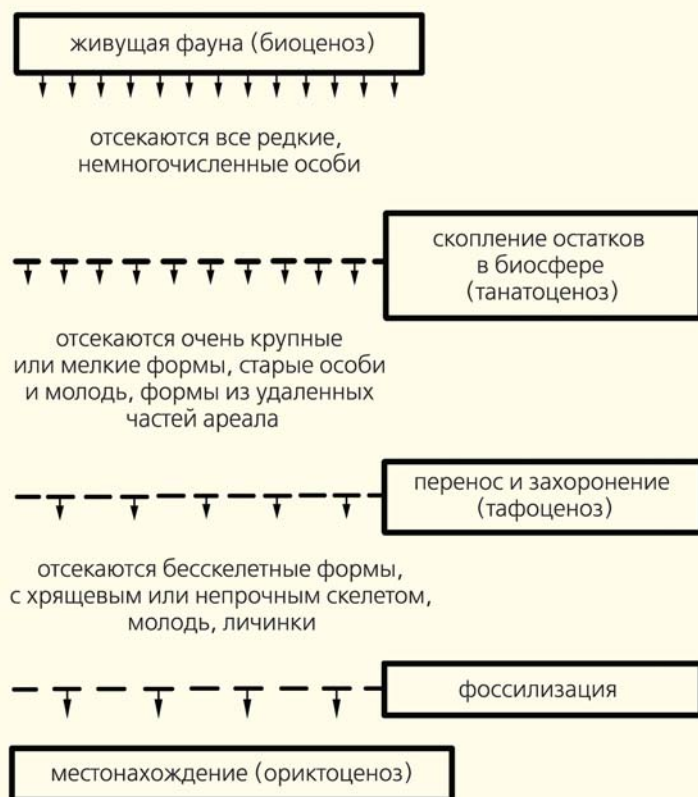 живущая фауна (биоценоз)
отсекаются все редкие,
немногочисленные особи
скопление остатков
в биосфере
(танатоценоз)
отсекаются очень крупные
или мелкие формы, старые особи
и молодь, формы из удаленных
частей ареала
перенос и захоронение
(тафоценоз)
отсекаются бесскелетные формы,
с хрящевым или непрочным скелетом,
молодь, личинки
фоссилизация
местонахождение (ориктоценоз)